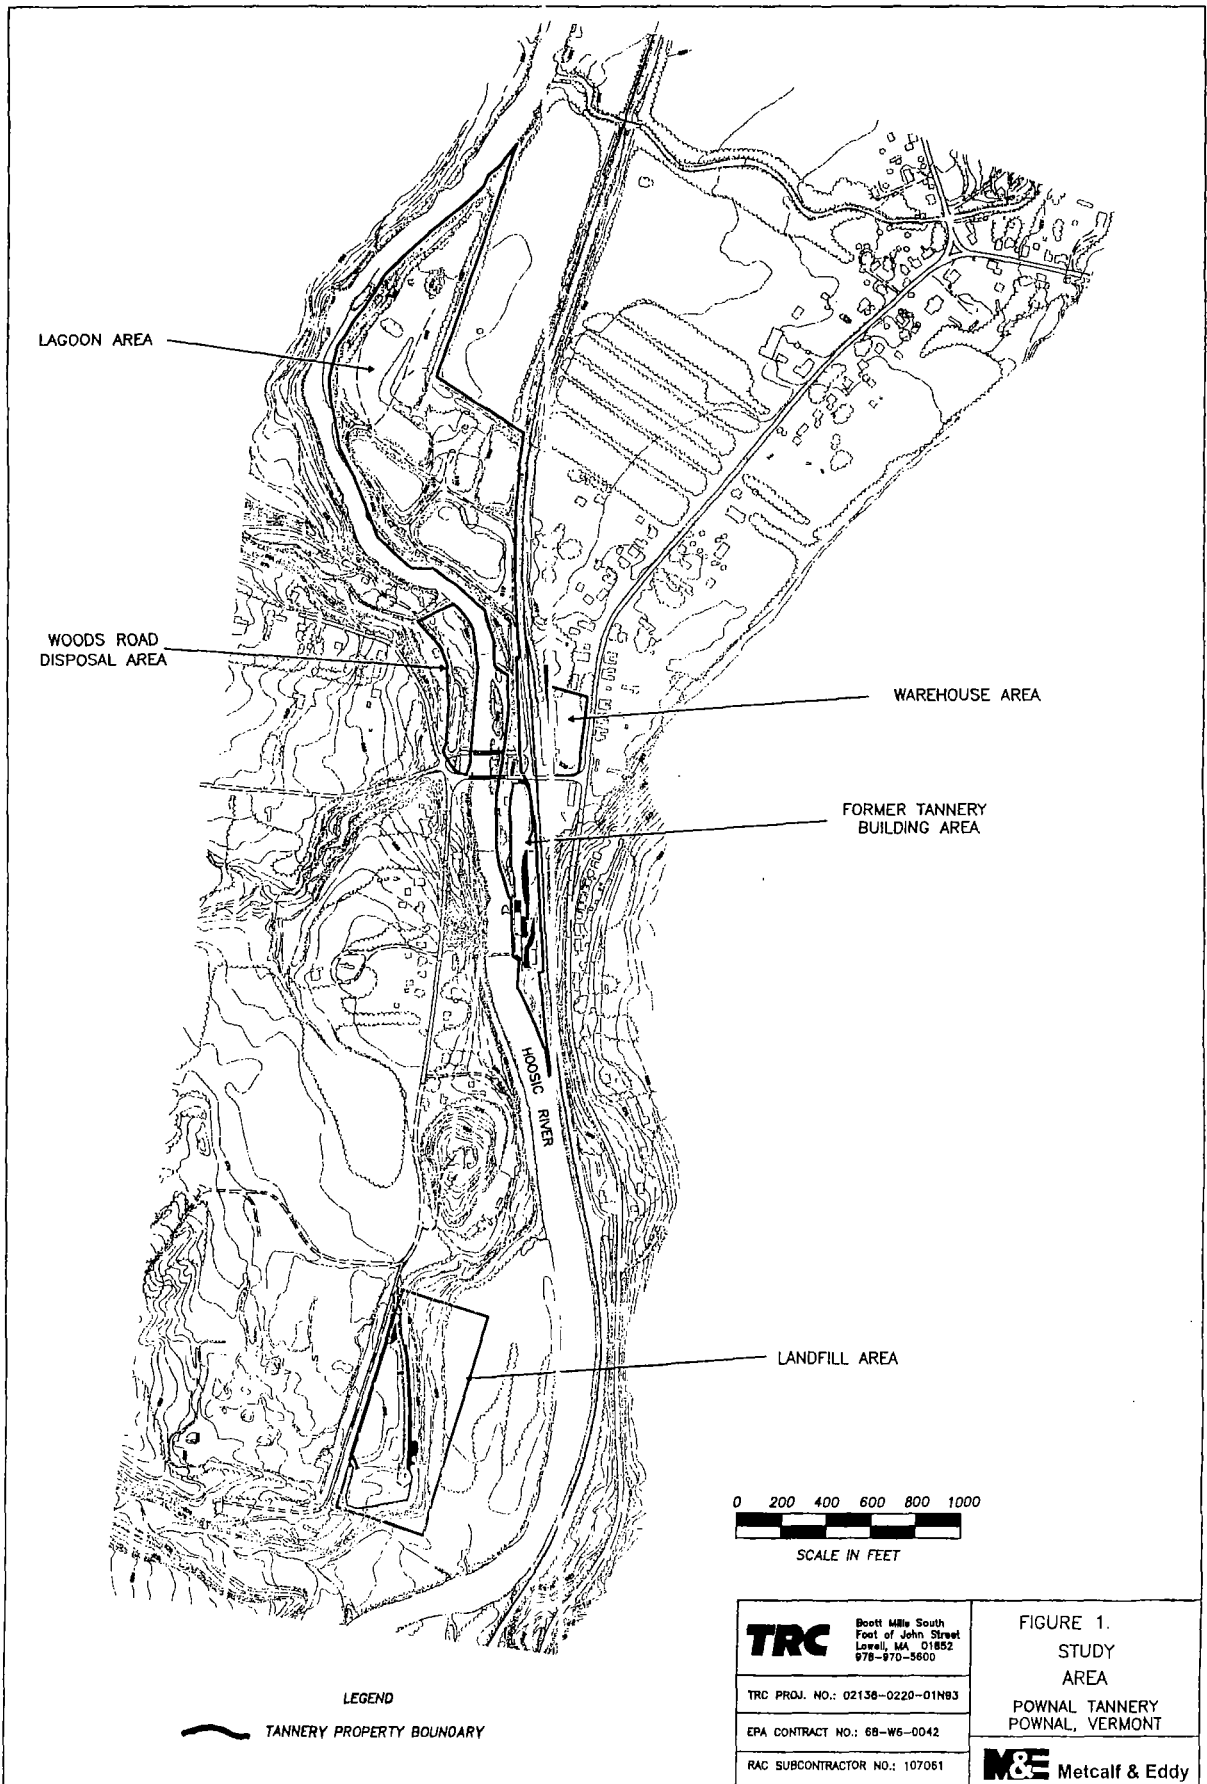 LAGOON AREA
WOODS ROAD
DISPOSAL AREA
WAREHOUSE AREA
FORMER TANNERY
BUILDING AREA
HOOSIC RIVER
LANDFILL AREA
0 200 400 600 800 1000
SCALE IN FEET
LEGEND
TANNERY PROPERTY BOUNDARY
TRC
Boott Mills South
Foot of John Street
Lowell, MA 01852
978-970-5600
TRC PROJ. NO.: 02136-0220-01N93
EPA CONTRACT NO.: 68-W6-0042
RAC SUBCONTRACTOR NO.: 107061
FIGURE 1.
STUDY
AREA
POWNAL TANNERY
POWNAL, VERMONT
M&E Metcalf & Eddy